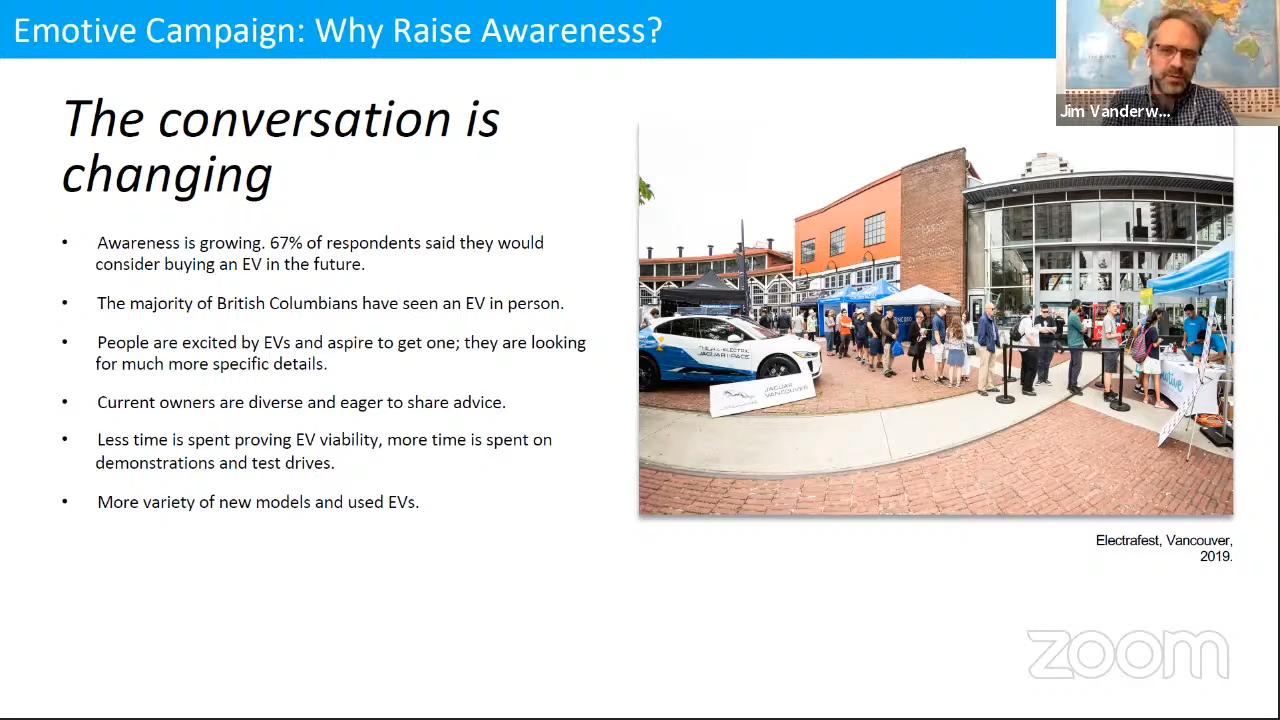 Emotive Campaign: Why Raise Awareness?
Jim Vanderw...
The conversation is
changing
• Awareness is growing. 67% of respondents said they would
consider buying an EV in the future.
• The majority of British Columbians have seen an EV in person.
• People are excited by EVs and aspire to get one; they are looking
for much more specific details.
• Current owners are diverse and eager to share advice.
• Less time is spent proving EV viability, more time is spent on
demonstrations and test drives.
• More variety of new models and used EVs.
JAGUAR I-PACE
JAGUAR
VANCOUVER
Electrafest, Vancouver,
2019.
zoom